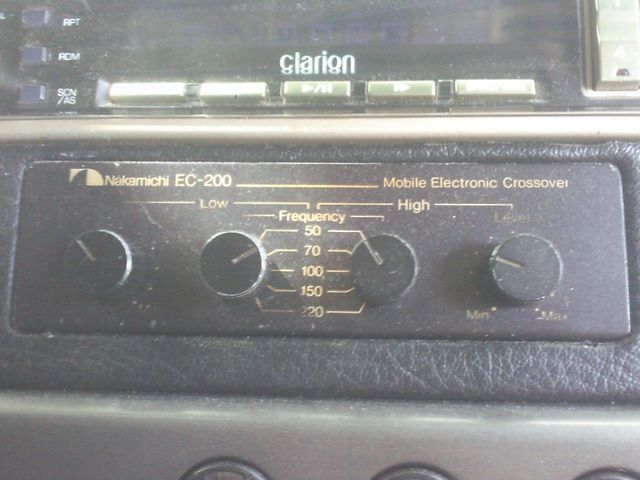 RPT
RDM
SCN
/AS
clarion
Nakamichi EC-200 Mobile Electronic Crossover
Low High
Frequency
Level
50
70
100
150
220
Min Max